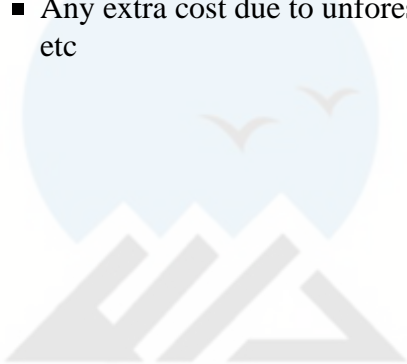 ▪ Any extra cost due to
etc